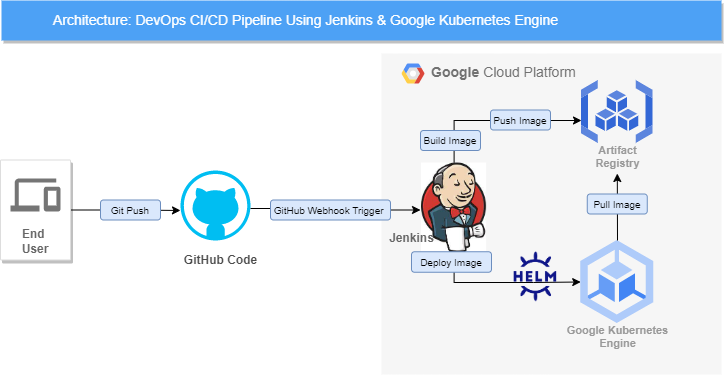 Architecture: DevOps CI/CD Pipeline Using Jenkins & Google Kubernetes Engine
Google Cloud Platform
Push Image
Build Image
Artifact
Registry
End
User
Git Push
GitHub Code
GitHub Webhook Trigger
Jenkins
Pull Image
Deploy Image
HELM
Google Kubernetes
Engine